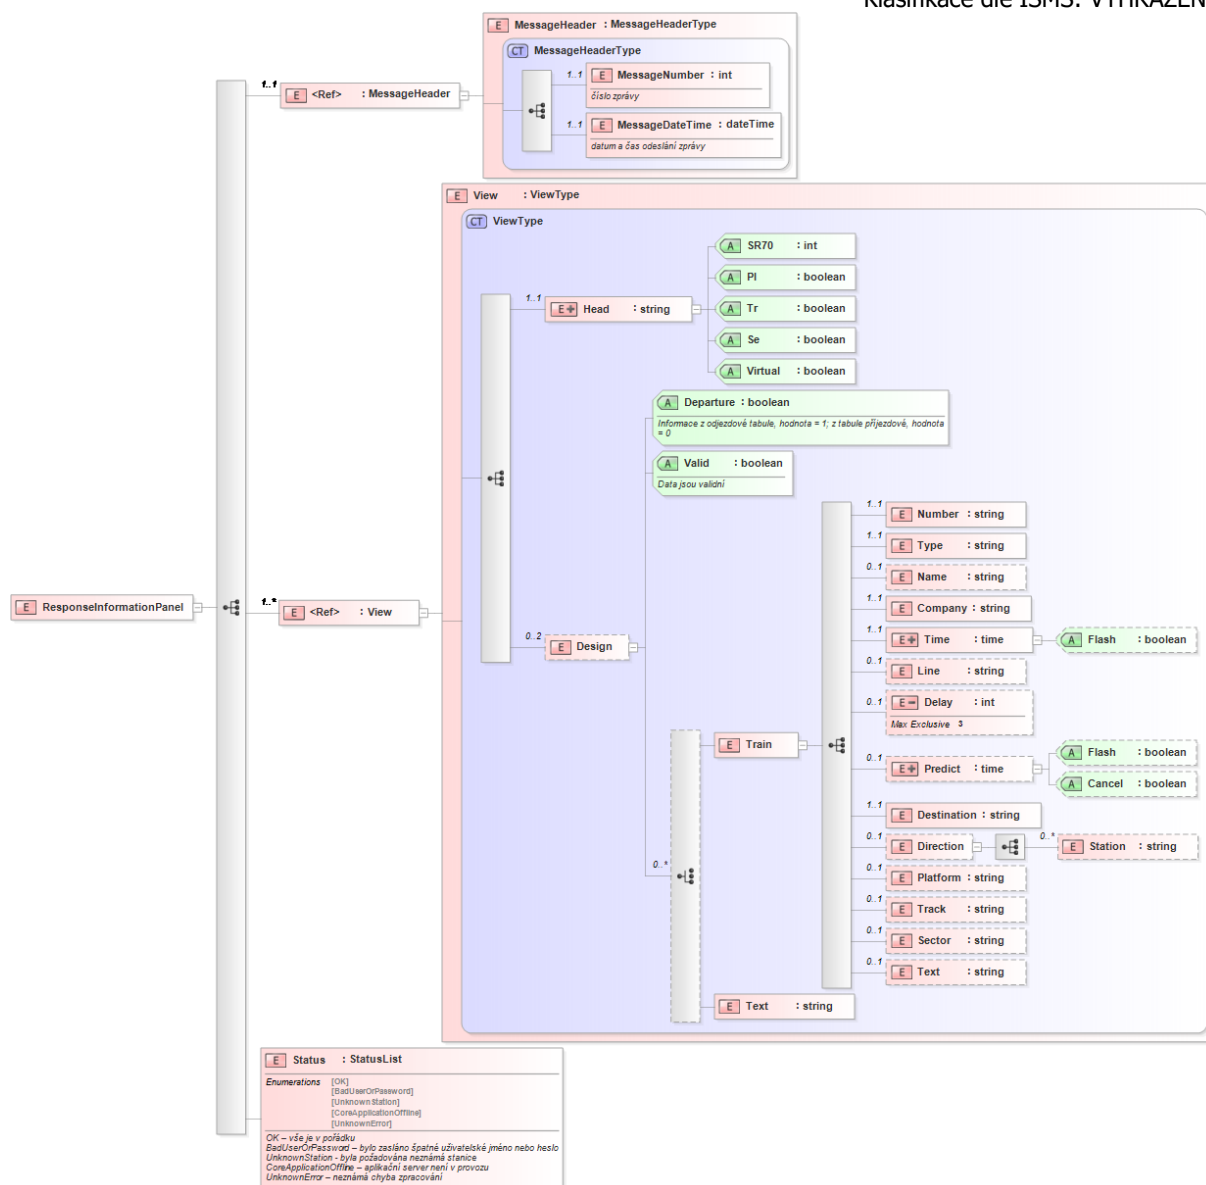 Klasifikace dle ISMS: VYHRAZEN
E MessageHeader : MessageHeaderType
CT MessageHeaderType
1..1 E <Ref> : MessageHeader
1..1 E MessageNumber : int
číslo zprávy
1..1 E MessageDateTime : dateTime
datum a čas odeslání zprávy
E View : ViewType
CT ViewType
A SR70 : int
A Pl : boolean
1..1 E Head : string
A Tr : boolean
A Se : boolean
A Virtual : boolean
A Departure : boolean
Informace z odjezdové tabule, hodnota = 1; z tabule příjezdové, hodnota
= 0
A Valid : boolean
Data jsou validní
1..1 E Number : string
1..1 E Type : string
0..1 E Name : string
E ResponseInformationPanel
1..* E <Ref> : View
1..1 E Company : string
1..1 E Time : time
A Flash : boolean
0..2 E Design
0..1 E Line : string
0..1 E Delay : int
Max Exclusive 3
E Train
0..1 E Predict : time
A Flash : boolean
A Cancel : boolean
1..1 E Destination : string
0..1 E Direction
0..* E Station : string
0..*
0..1 E Platform : string
0..1 E Track : string
0..1 E Sector : string
0..1 E Text : string
E Text : string
E Status : StatusList
Enumerations [OK]
[BadUserOrPassword]
[UnknownStation]
[CoreApplicationOffline]
[UnknownError]
OK – vše je v pořádku
BadUserOrPassword – bylo zasláno špatné uživatelské jméno nebo heslo
UnknownStation - byla požadována neznámá stanice
CoreApplicationOffline – aplikační server není v provozu
UnknownError – neznámá chyba zpracování